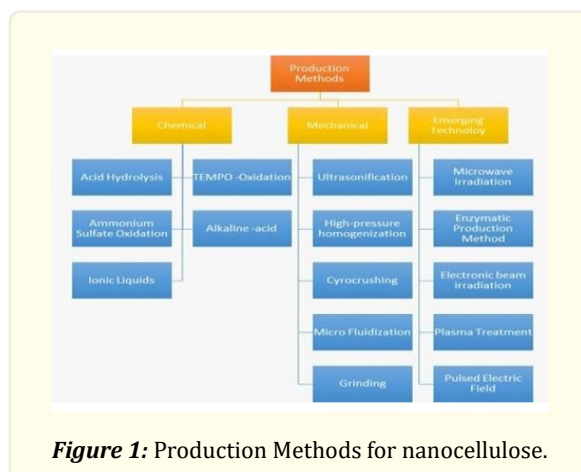 Production
Methods
Chemical
Mechanical
Emerging
Technoloy
Acid Hydrolysis
TEMPO -Oxidation
Ultrasonification
Microwave
irradiation
Ammonium
Sulfate Oxidation
Alkaline -acid
High-pressure
homogenization
Enzymatic
Production
Method
Ionic Liquids
Cyrocrushing
Electronic beam
irradiation
Micro Fluidization
Plasma Treatment
Grinding
Pulsed Electric
Field
Figure 1: Production Methods for nanocellulose.